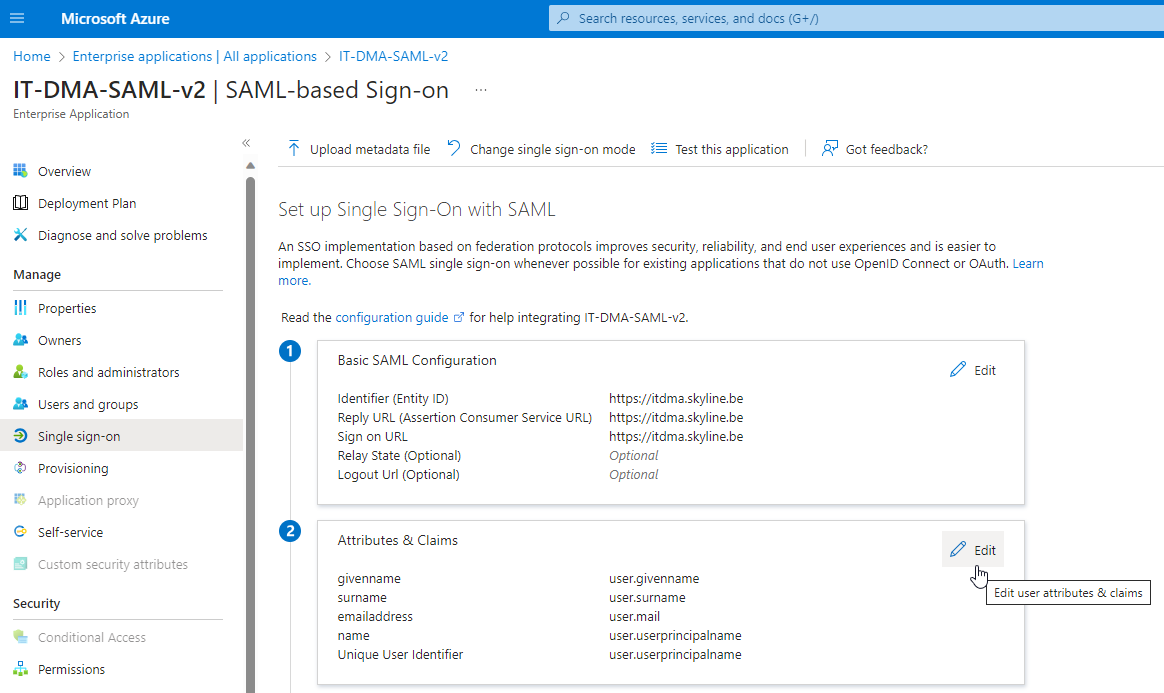 Microsoft Azure
Search resources, services, and docs (G+/)
Home > Enterprise applications | All applications > IT-DMA-SAML-v2
IT-DMA-SAML-v2 | SAML-based Sign-on ...
Enterprise Application
«
Overview
Deployment Plan
Diagnose and solve problems
Manage
Properties
Owners
Roles and administrators
Users and groups
Single sign-on
Provisioning
Application proxy
Self-service
Custom security attributes
Security
Conditional Access
Permissions
Upload metadata file Change single sign-on mode Test this application Got feedback?
Set up Single Sign-On with SAML
An SSO implementation based on federation protocols improves security, reliability, and end user experiences and is easier to
implement. Choose SAML single sign-on whenever possible for existing applications that do not use OpenID Connect or OAuth. Learn
more.
Read the configuration guide for help integrating IT-DMA-SAML-v2.
1
Basic SAML Configuration
Edit
Identifier (Entity ID) https://itdma.skyline.be
Reply URL (Assertion Consumer Service URL) https://itdma.skyline.be
Sign on URL https://itdma.skyline.be
Relay State (Optional) Optional
Logout Url (Optional) Optional
2
Attributes & Claims
Edit
Edit user attributes & claims
givenname user.givenname
surname user.surname
emailaddress user.mail
name user.userprincipalname
Unique User Identifier user.userprincipalname